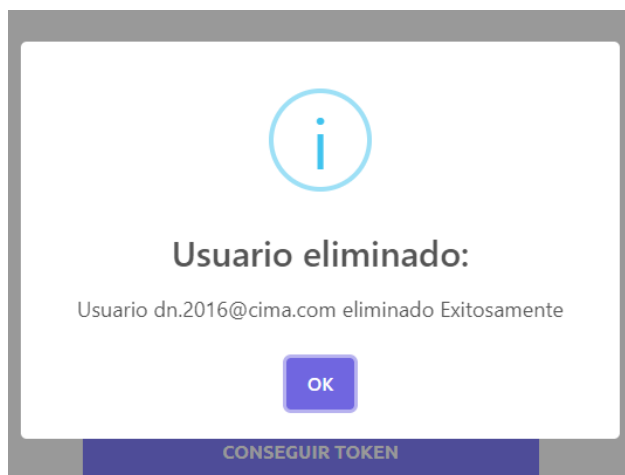 Usuario eliminado:
Usuario dn.2016@cima.com eliminado Exitosamente
OK
CONSEGUIR TOKEN